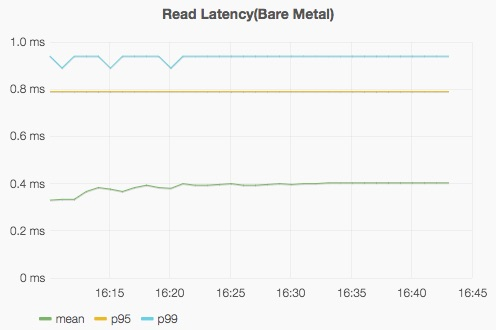 Read Latency(Bare Metal)
1.0 ms
0.8 ms
0.6 ms
0.4 ms
0.2 ms
0 ms
16:15 16:20 16:25 16:30 16:35 16:40 16:45
mean p95 p99